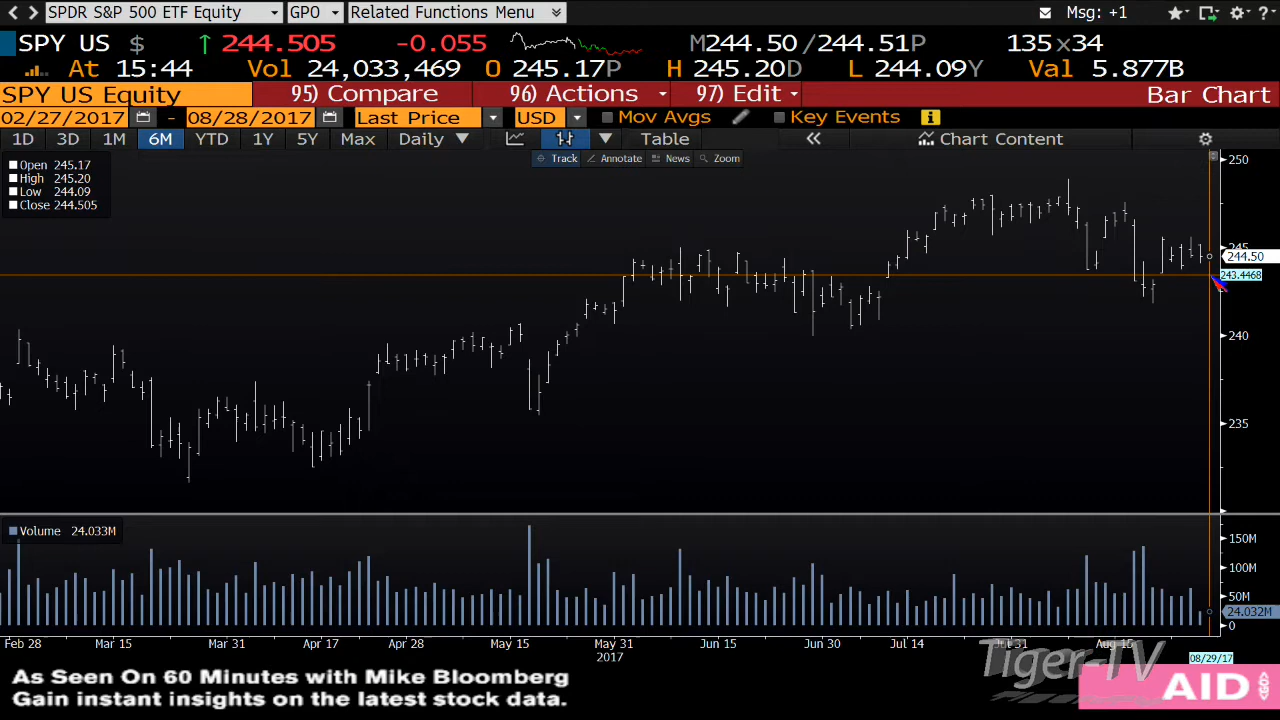 SPDR S&P 500 ETF Equity GPO Related Functions Menu Msg: +1
SPY US $ ↑ 244.505 -0.055 M244.50 /244.51P 135x34
At 15:44 Vol 24,033,469 O 245.17P H 245.20D L 244.09Y Val 5.877B
SPY US Equity 95) Compare 96) Actions 97) Edit Bar Chart
02/27/2017 - 08/28/2017 Last Price USD Mov Avgs Key Events
1D 3D 1M 6M YTD 1Y 5Y Max Daily Table « Chart Content
Track Annotate News Zoom
Open 245.17
High 245.20
Low 244.09
Close 244.505
250
245
244.50
243.4468
240
235
Volume 24.033M
150M
100M
50M
24.032M
0
Feb 28 Mar 15 Mar 31 Apr 17 Apr 28 May 15 May 31 Jun 15 Jun 30 Jul 14 Jul 31 Aug 15
2017
08/29/17
Tiger-TV
As Seen On 60 Minutes with Mike Bloomberg
Gain instant insights on the latest stock data.
AID